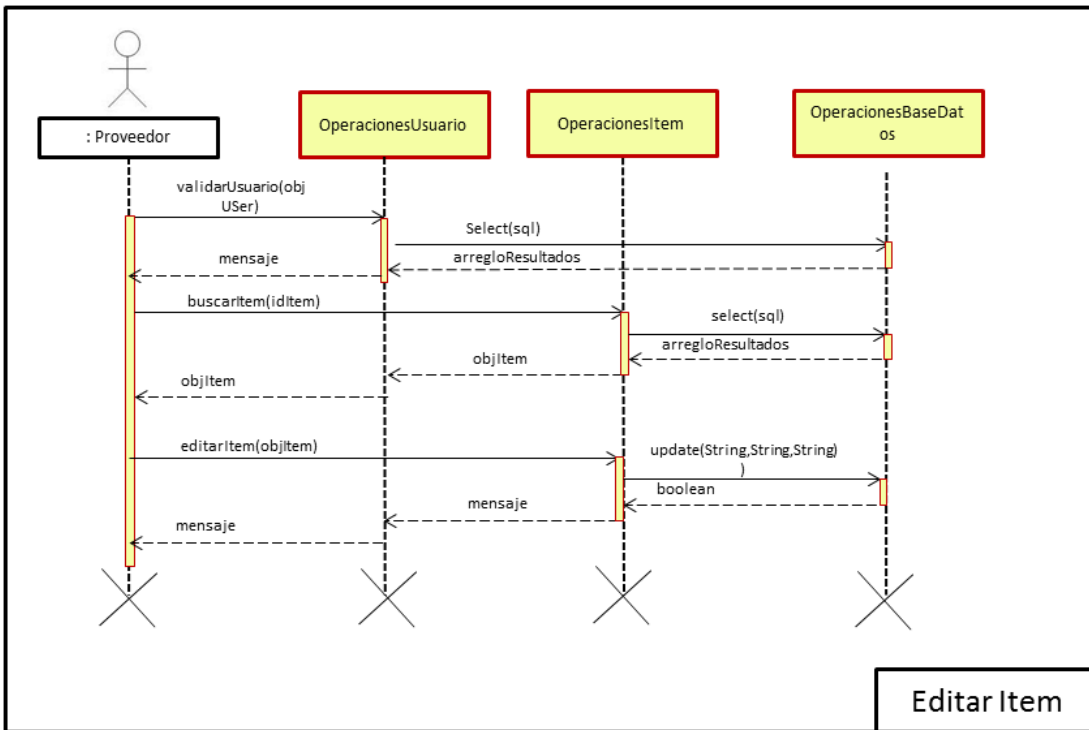 : Proveedor
OperacionesUsuario
OperacionesItem
OperacionesBaseDat
os
validarUsuario(obj
USer)
Select(sql)
arregloResultados
mensaje
buscarItem(idItem)
select(sql)
arregloResultados
objItem
objItem
editarItem(objItem)
update(String,String,String)
)
boolean
mensaje
mensaje
Editar Item